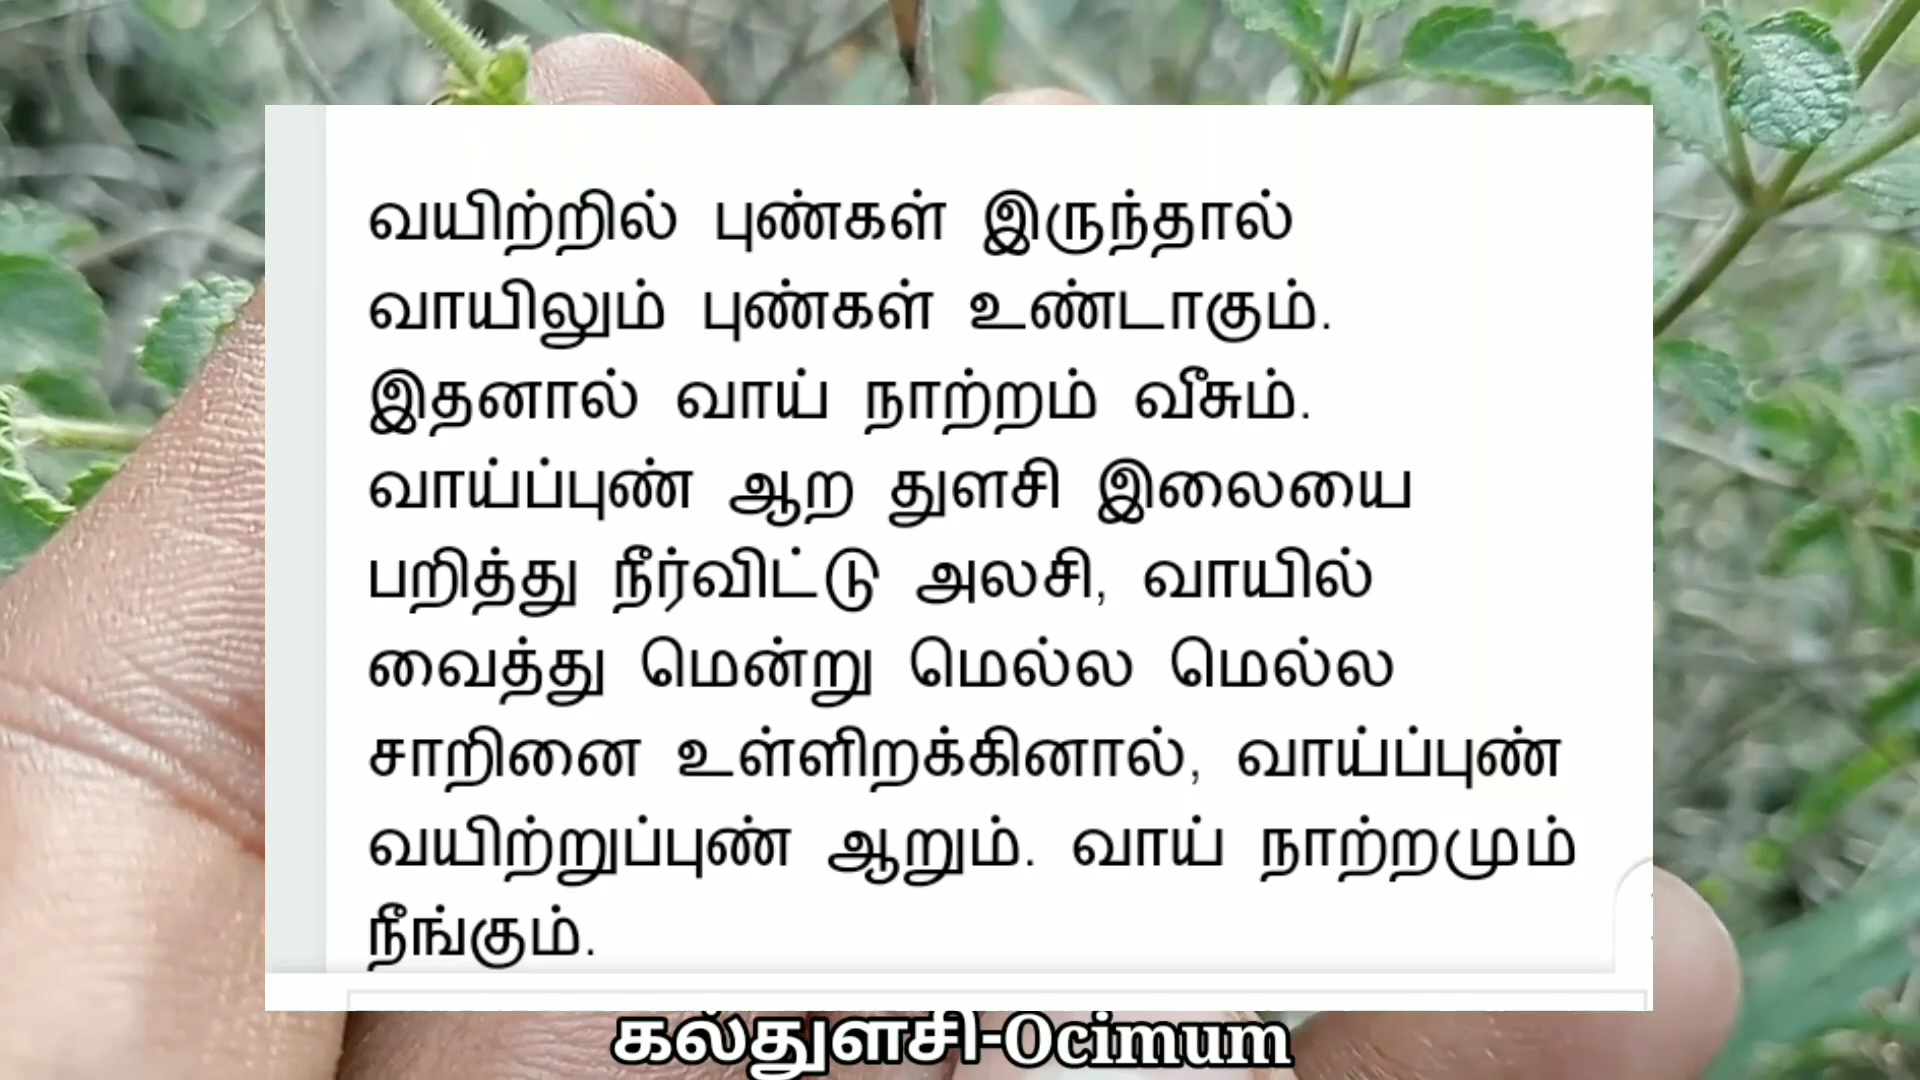 வயிற்றில் புண்கள் இருந்தால்
வாயிலும் புண்கள் உண்டாகும்.
இதனால் வாய் நாற்றம் வீசும்.
வாய்ப்புண் ஆற துளசி இலையை
பறித்து நீர்விட்டு அலசி, வாயில்
வைத்து மென்று மெல்ல மெல்ல
சாறினை உள்ளிறக்கினால், வாய்ப்புண்
வயிற்றுப்புண் ஆறும். வாய் நாற்றமும்
நீங்கும்.
கல்துளசி-Ocimum